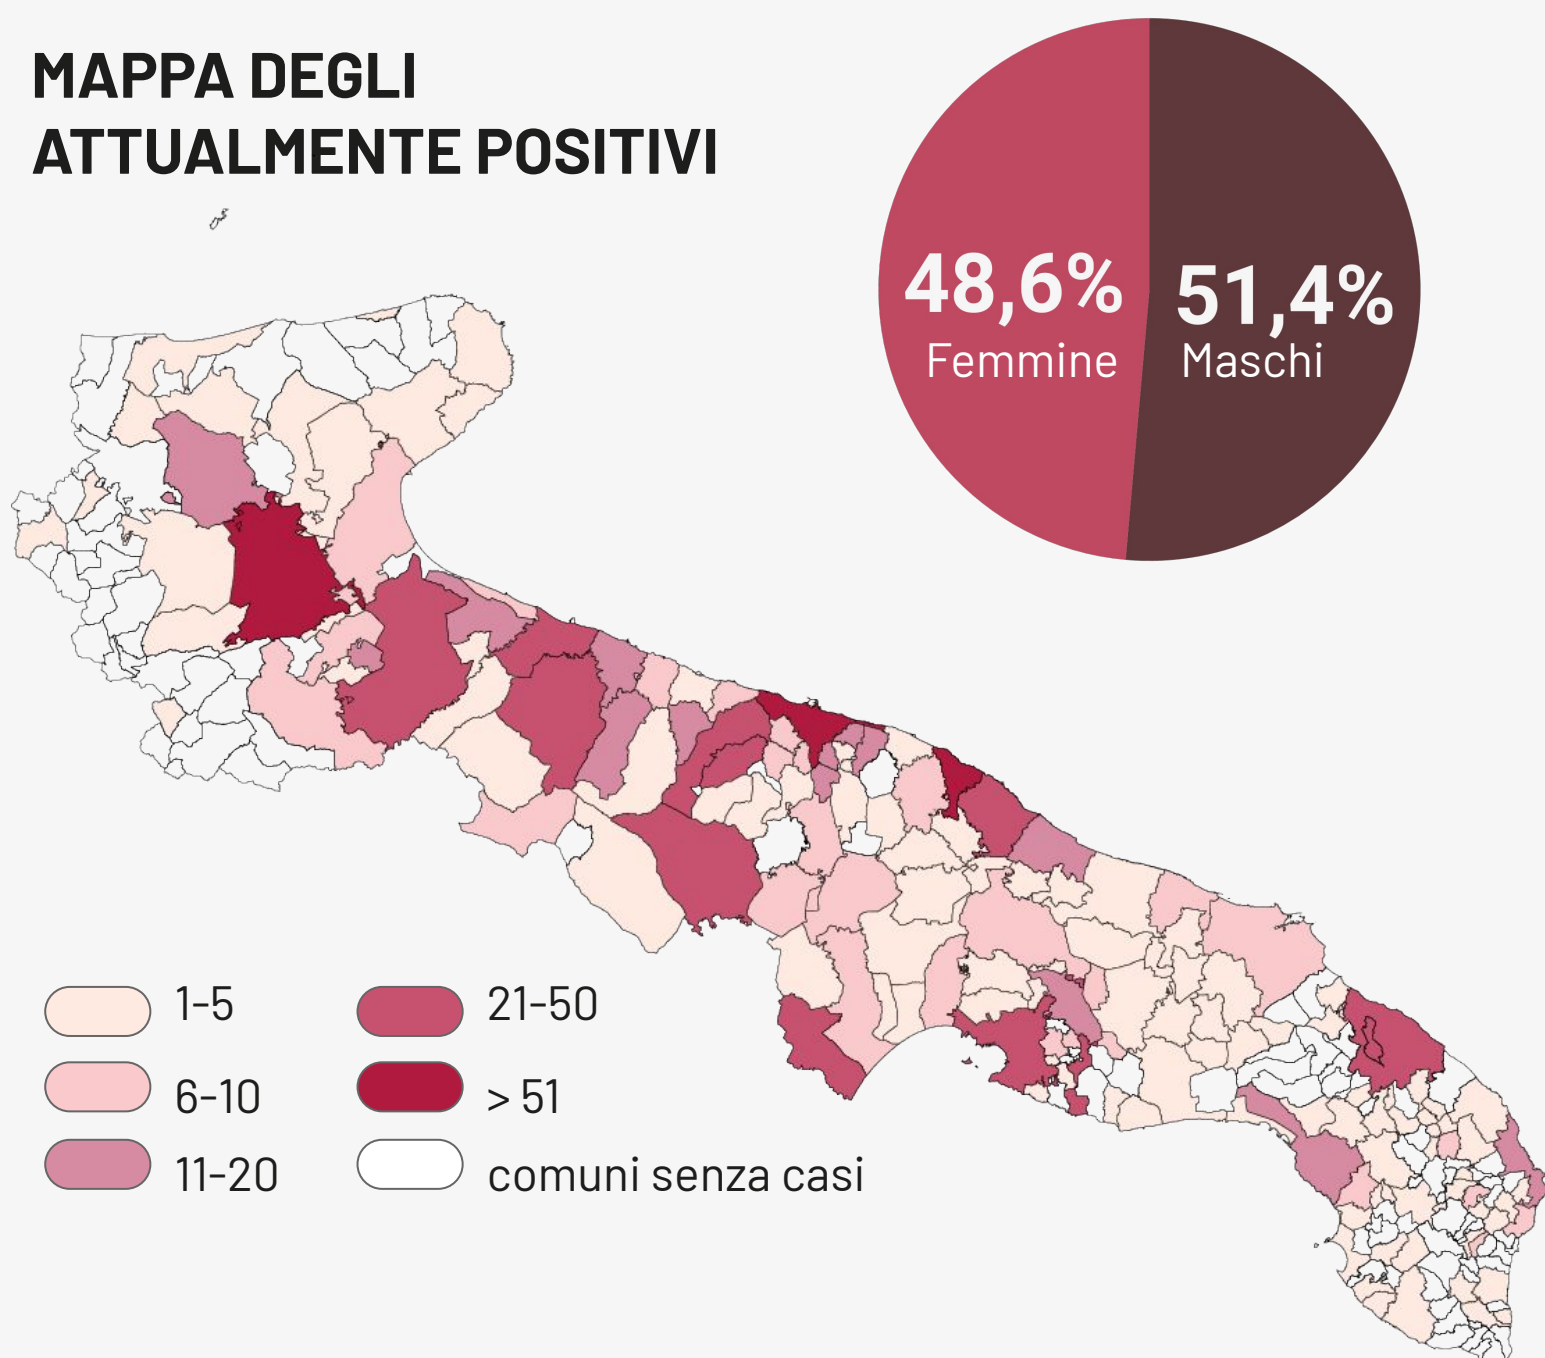 MAPPA DEGLI
ATTUALMENTE POSITIVI
48,6%
Femmine
51,4%
Maschi
1-5
6-10
11-20
21-50
> 51
comuni senza casi